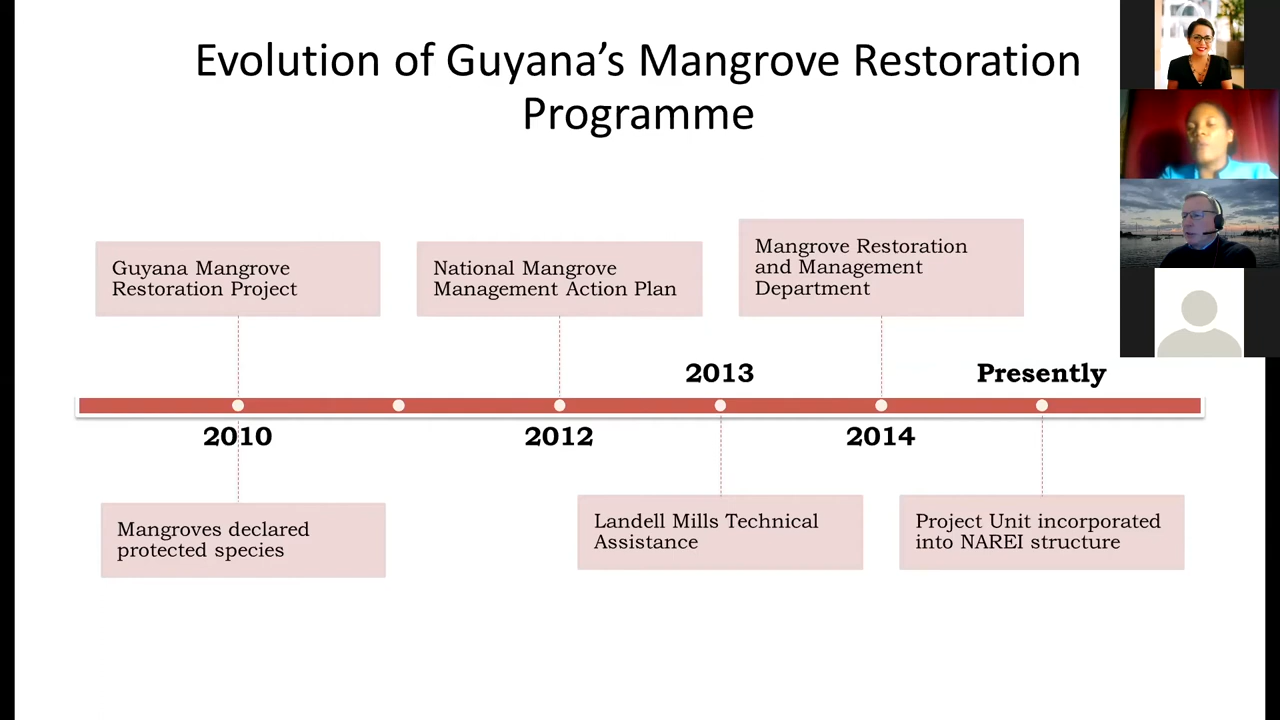 Evolution of Guyana’s Mangrove Restoration
Programme
Guyana Mangrove
Restoration Project
National Mangrove
Management Action Plan
Mangrove Restoration
and Management
Department
2013
Presently
2010
2012
2014
Mangroves declared
protected species
Landell Mills Technical
Assistance
Project Unit incorporated
into NAREI structure